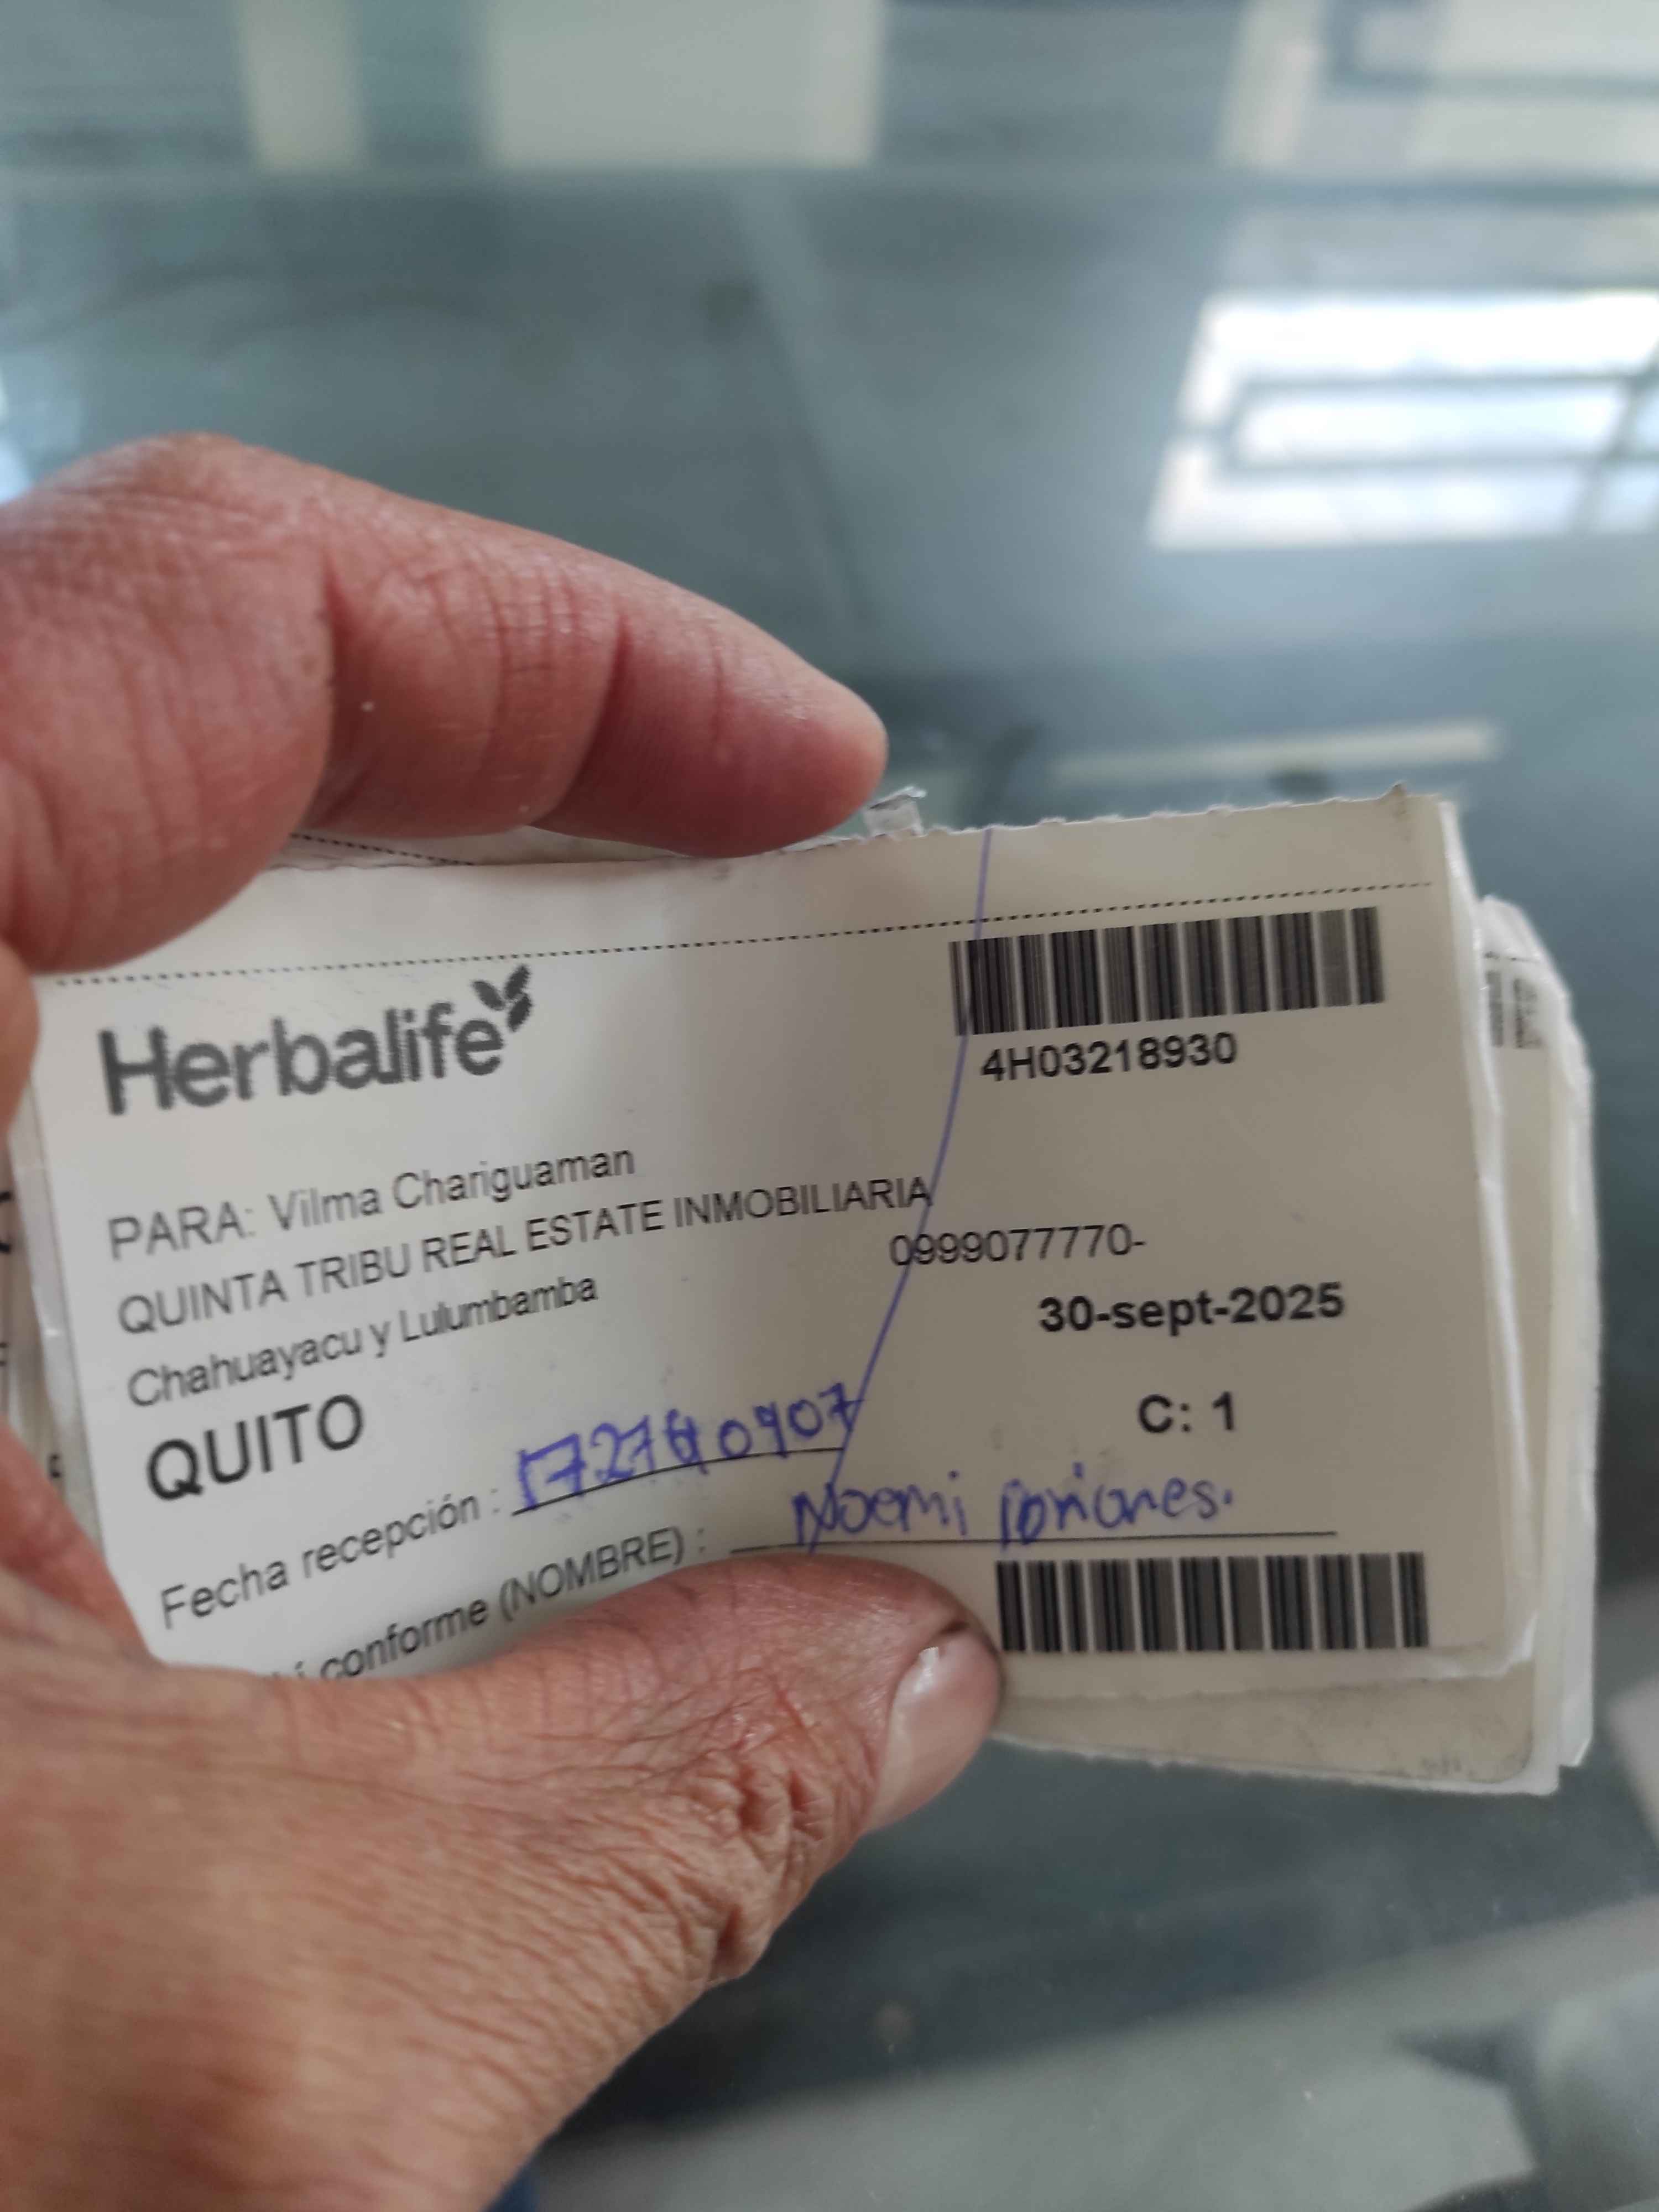 Herbalife
4H03218930
PARA: Vilma Chariguaman
QUINTA TRIBU REAL ESTATE INMOBILIARIA
0999077770-
Chahuayacu y Lulumbamba
30-sept-2025
QUITO
C: 1
Fecha recepción :
conforme (NOMBRE) : Noemi